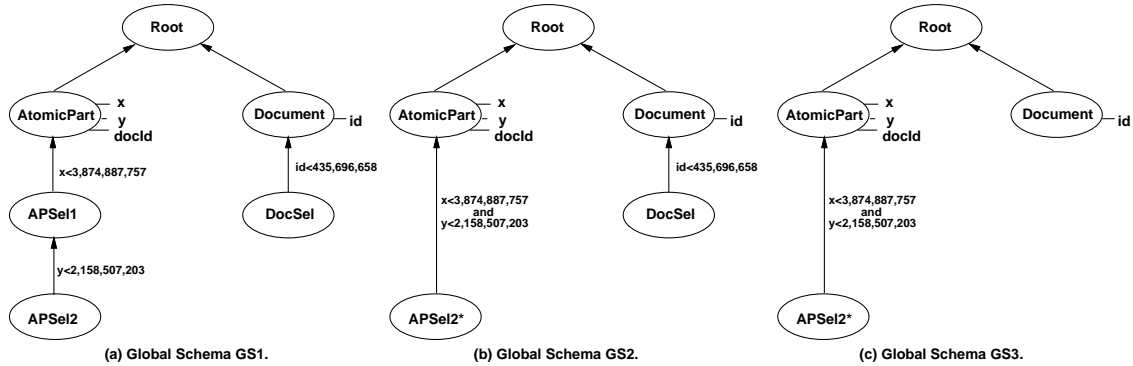 Root
AtomicPart
x
y
docId
Document
id
x<3,874,887,757
id<435,696,658
APSel1
DocSel
y<2,158,507,203
APSel2
(a) Global Schema GS1.
Root
AtomicPart
x
y
docId
Document
id
id<435,696,658
x<3,874,887,757
and
y<2,158,507,203
DocSel
APSel2*
(b) Global Schema GS2.
Root
AtomicPart
x
y
docId
Document
id
x<3,874,887,757
and
y<2,158,507,203
APSel2*
(c) Global Schema GS3.